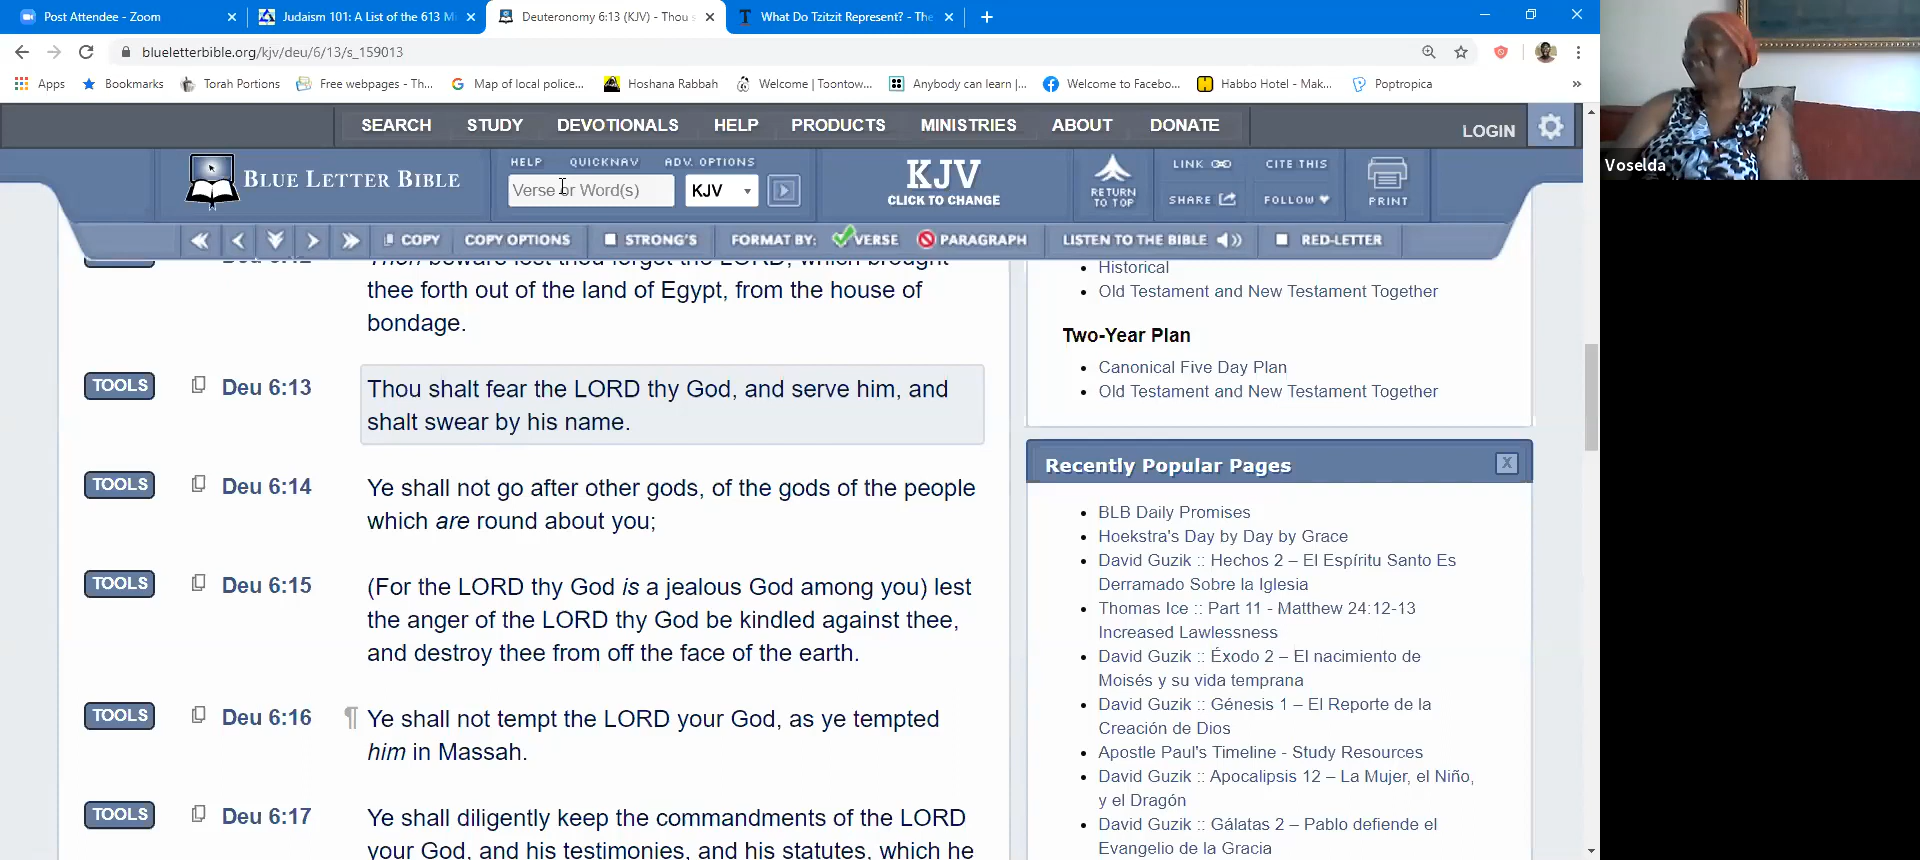 Post Attendee - Zoom
Judaism 101: A List of the 613 Mi
Deuteronomy 6:13 (KJV) - Thou s
What Do Tzitzit Represent? - The
blueletterbible.org/kjv/deu/6/13/s_159013
Apps
Bookmarks
Torah Portions
Free webpages - Th...
Map of local police...
Hoshana Rabbah
Welcome | Toontow...
Anybody can learn |...
Welcome to Facebo...
Habbo Hotel - Mak...
Poptropica
SEARCH STUDY DEVOTIONALS HELP PRODUCTS MINISTRIES ABOUT DONATE
LOGIN
BLUE LETTER BIBLE
HELP QUICKNAV ADV. OPTIONS
Verse or Word(s)
KJV
KJV
CLICK TO CHANGE
RETURN
TO TOP
LINK CITE THIS
SHARE FOLLOW
PRINT
COPY COPY OPTIONS STRONG'S FORMAT BY: VERSE PARAGRAPH LISTEN TO THE BIBLE RED-LETTER
Then beware lest thou forget the LORD, which brought
thee forth out of the land of Egypt, from the house of
bondage.
TOOLS Deu 6:13 Thou shalt fear the LORD thy God, and serve him, and
shalt swear by his name.
TOOLS Deu 6:14 Ye shall not go after other gods, of the gods of the people
which are round about you;
TOOLS Deu 6:15 (For the LORD thy God is a jealous God among you) lest
the anger of the LORD thy God be kindled against thee,
and destroy thee from off the face of the earth.
TOOLS Deu 6:16 ¶ Ye shall not tempt the LORD your God, as ye tempted
him in Massah.
TOOLS Deu 6:17 Ye shall diligently keep the commandments of the LORD
your God, and his testimonies, and his statutes, which he
Historical
Old Testament and New Testament Together
Two-Year Plan
Canonical Five Day Plan
Old Testament and New Testament Together
Recently Popular Pages
X
BLB Daily Promises
Hoekstra's Day by Day by Grace
David Guzik :: Hechos 2 – El Espíritu Santo Es
Derramado Sobre la Iglesia
Thomas Ice :: Part 11 - Matthew 24:12-13
Increased Lawlessness
David Guzik :: Éxodo 2 – El nacimiento de
Moisés y su vida temprana
David Guzik :: Génesis 1 – El Reporte de la
Creación de Dios
Apostle Paul's Timeline - Study Resources
David Guzik :: Apocalipsis 12 – La Mujer, el Niño,
y el Dragón
David Guzik :: Gálatas 2 – Pablo defiende el
Evangelio de la Gracia
Voselda